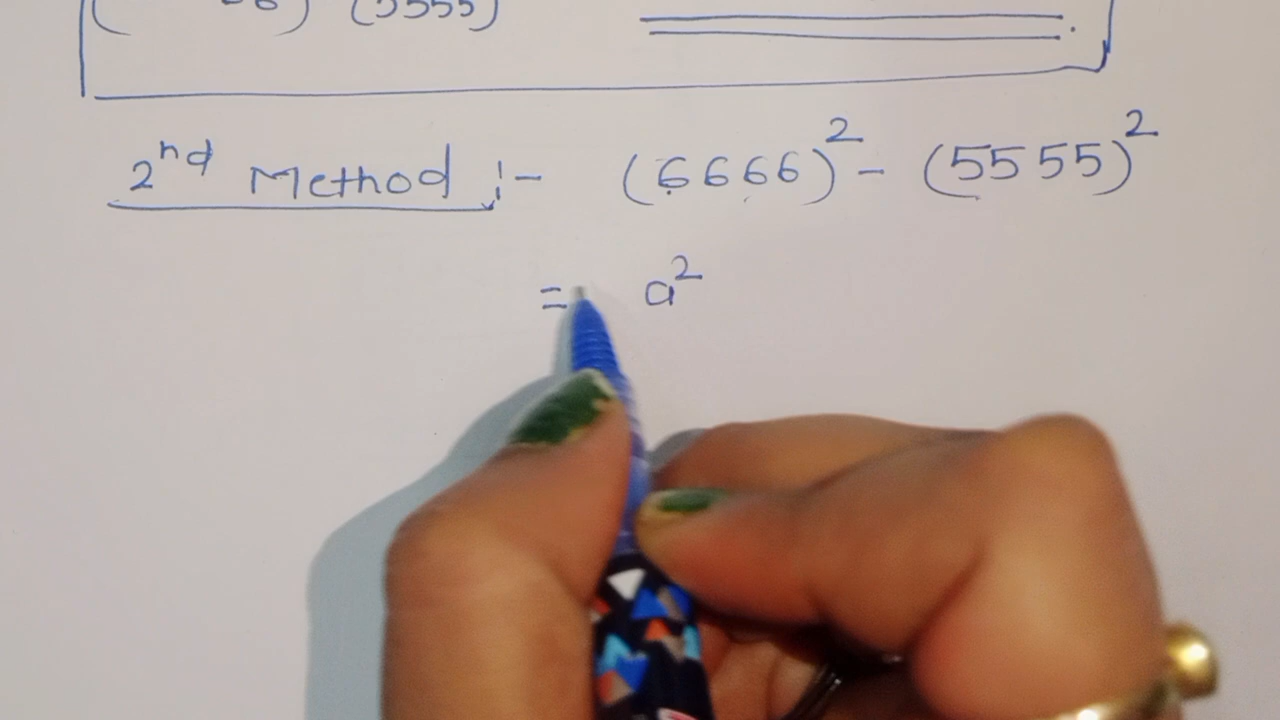 (5555)
2nd Method :- (6666)² - (5555)²
= a²